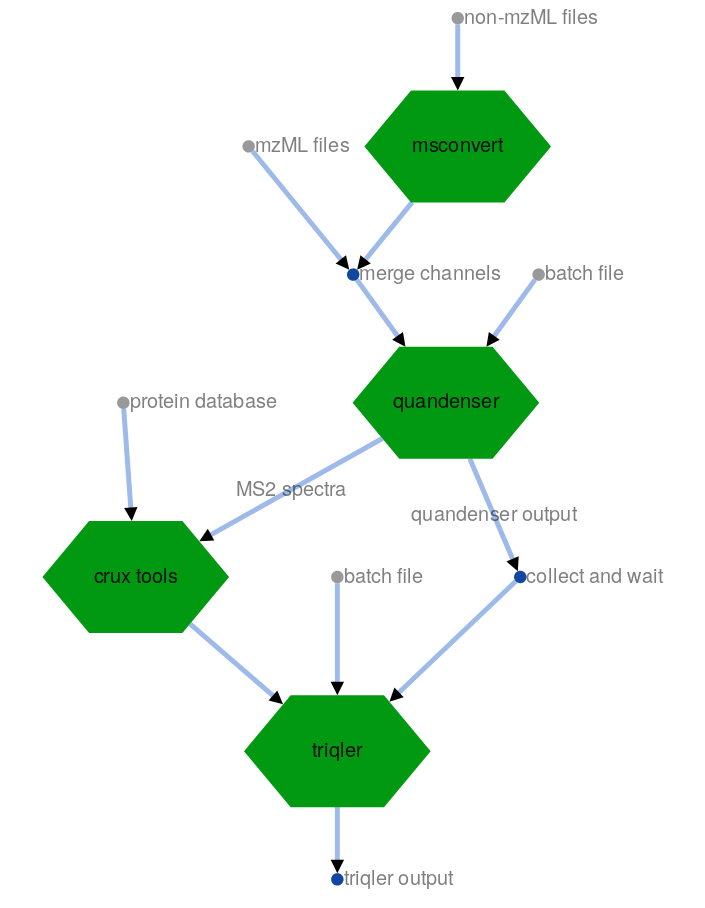 non-mzML files
mzML files
msconvert
merge channels
batch file
protein database
quandenser
MS2 spectra
quandenser output
crux tools
batch file
collect and wait
triqler
triqler output